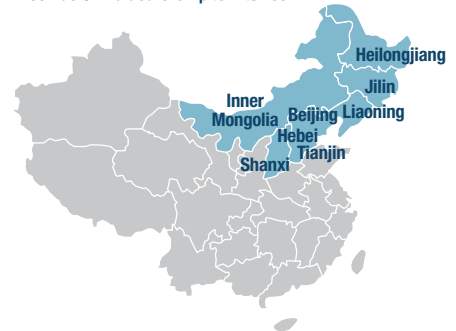 Heilongjiang
Jilin
Inner
Mongolia
Beijing
Liaoning
Hebei
Tianjin
Shanxi